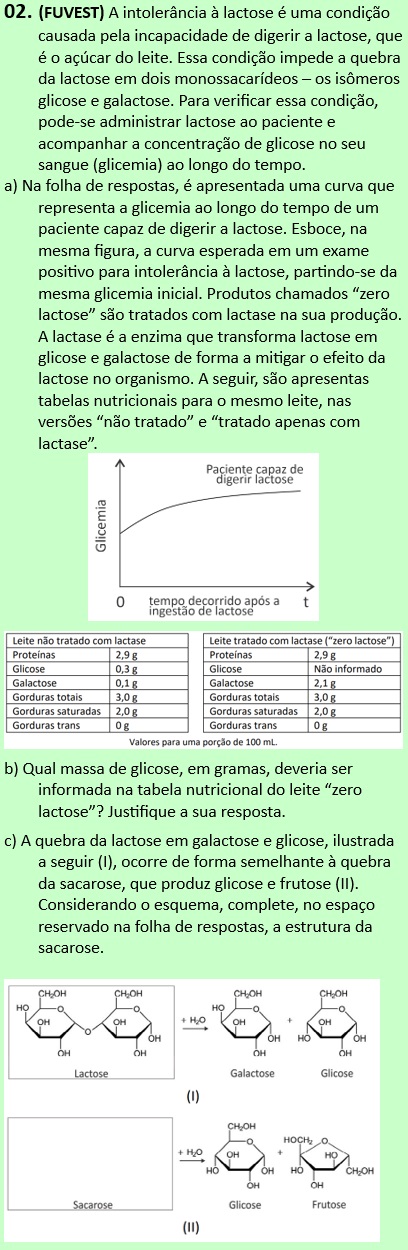 02. (FUVEST) A intolerância à lactose é uma condição
causada pela incapacidade de digerir a lactose, que
é o açúcar do leite. Essa condição impede a quebra
da lactose em dois monossacarídeos – os isômeros
glicose e galactose. Para verificar essa condição,
pode-se administrar lactose ao paciente e
acompanhar a concentração de glicose no seu
sangue (glicemia) ao longo do tempo.
a) Na folha de respostas, é apresentada uma curva que
representa a glicemia ao longo do tempo de um
paciente capaz de digerir a lactose. Esboce, na
mesma figura, a curva esperada em um exame
positivo para intolerância à lactose, partindo-se da
mesma glicemia inicial. Produtos chamados “zero
lactose” são tratados com lactase na sua produção.
A lactase é a enzima que transforma lactose em
glicose e galactose de forma a mitigar o efeito da
lactose no organismo. A seguir, são apresentas
tabelas nutricionais para o mesmo leite, nas
versões “não tratado” e “tratado apenas com
lactase”.
Paciente capaz de
digerir lactose
Glicemia
0 tempo decorrido após a t
ingestão de lactose
Leite não tratado com lactase
Proteínas 2,9 g
Glicose 0,3 g
Galactose 0,1 g
Gorduras totais 3,0 g
Gorduras saturadas 2,0 g
Gorduras trans 0 g
Leite tratado com lactase (“zero lactose”)
Proteínas 2,9 g
Glicose Não informado
Galactose 2,1 g
Gorduras totais 3,0 g
Gorduras saturadas 2,0 g
Gorduras trans 0 g
Valores para uma porção de 100 mL.
b) Qual massa de glicose, em gramas, deveria ser
informada na tabela nutricional do leite “zero
lactose”? Justifique a sua resposta.
c) A quebra da lactose em galactose e glicose, ilustrada
a seguir (I), ocorre de forma semelhante à quebra
da sacarose, que produz glicose e frutose (II).
Considerando o esquema, complete, no espaço
reservado na folha de respostas, a estrutura da
sacarose.
CH₂OH CH₂OH CH₂OH CH₂OH
HO O O HO O O
OH O OH OH + H₂O OH OH + HO OH OH
OH OH OH OH
Lactose Galactose Glicose
(I)
CH₂OH
O HOCH₂ O
+ H₂O HO OH OH + HO HO CH₂OH
OH OH
Sacarose Glicose Frutose
(II)